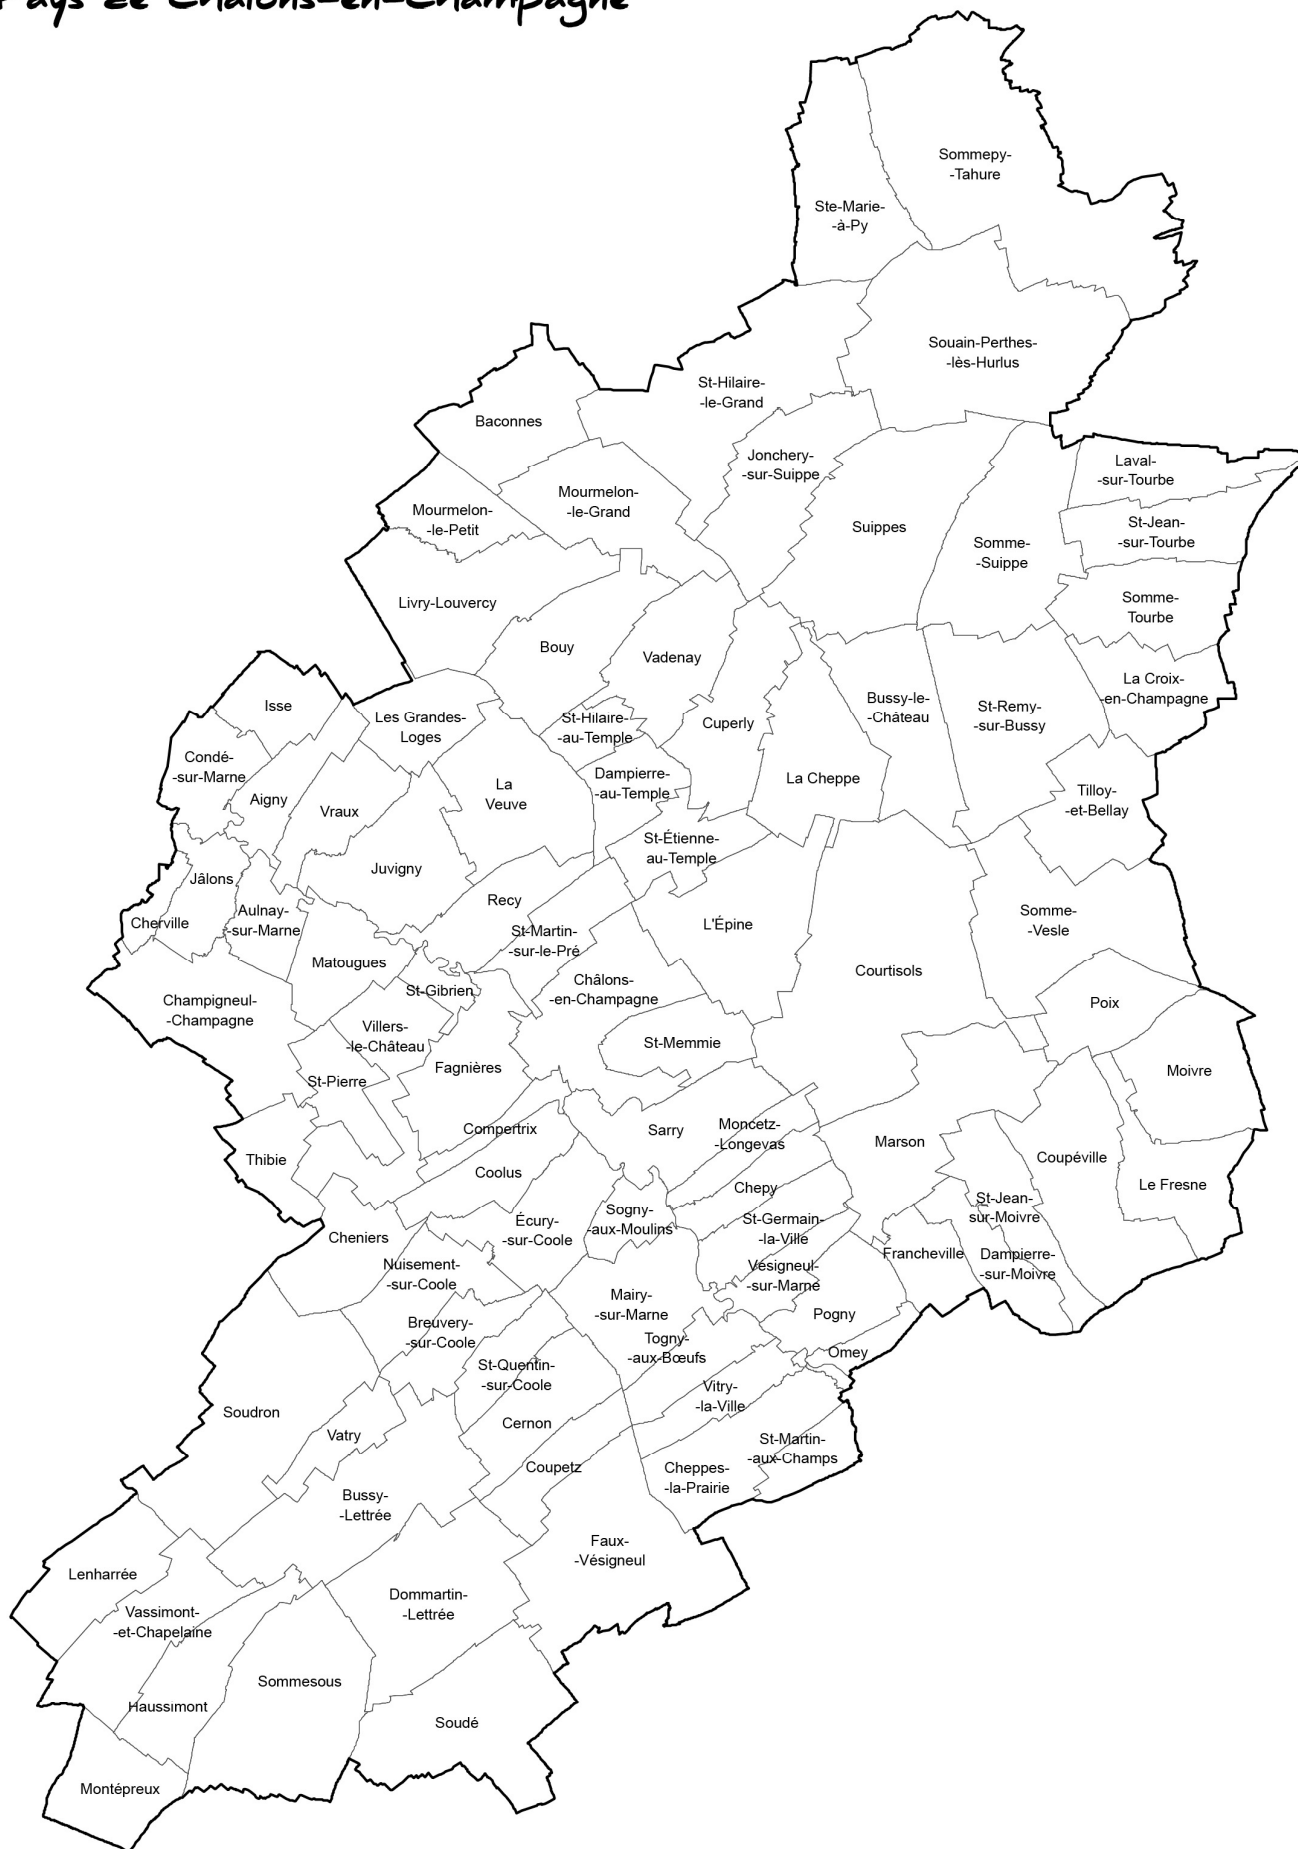 Pays de Châlons-en-Champagne
Sommepy-
-Tahure
Ste-Marie-
-à-Py
Souain-Perthes-
-lès-Hurlus
St-Hilaire-
-le-Grand
Baconnes
Jonchery-
-sur-Suippe
Laval-
-sur-Tourbe
Mourmelon-
-le-Grand
Mourmelon-
-le-Petit
Suippes
St-Jean-
-sur-Tourbe
Somme-
-Suippe
Livry-Louvercy
Somme-
Tourbe
Bouy
Vadenay
La Croix-
-en-Champagne
Isse
Les Grandes-
Loges
St-Hilaire-
-au-Temple
Cuperly
Bussy-le-
-Château
St-Remy-
-sur-Bussy
Condé-
-sur-Marne
Aigny
Vraux
La
Veuve
Dampierre-
-au-Temple
La Cheppe
Tilloy-
-et-Bellay
St-Étienne-
au-Temple
Jâlons
Juvigny
Recy
Cherville
Aulnay-
-sur-Marne
St-Martin-
-sur-le-Pré
L'Épine
Somme-
-Vesle
Matougues
Courtisols
St-Gibrien
Châlons-
-en-Champagne
Champigneul-
-Champagne
Poix
Villers-
-le-Château
St-Memmie
Fagnières
St-Pierre
Moivre
Compertrix
Sarry
Moncetz-
-Longevas
Marson
Thibie
Coolus
Coupéville
Chepy
Le Fresne
St-Jean-
sur-Moivre
Écury-
-sur-Coole
Sogny-
-aux-Moulins
St-Germain-
-la-Ville
Cheniers
Francheville
Dampierre-
-sur-Moivre
Nuisement-
-sur-Coole
Vésigneul-
-sur-Marne
Mairy-
-sur-Marne
Pogny
Breuvery-
-sur-Coole
Togny-
-aux-Bœufs
Omey
St-Quentin-
-sur-Coole
Vitry-
-la-Ville
Soudron
Cernon
Vatry
St-Martin-
-aux-Champs
Coupetz
Cheppes-
-la-Prairie
Bussy-
-Lettrée
Faux-
-Vésigneul
Lenharrée
Dommartin-
-Lettrée
Vassimont-
-et-Chapelaine
Sommesous
Haussimont
Soudé
Montépreux